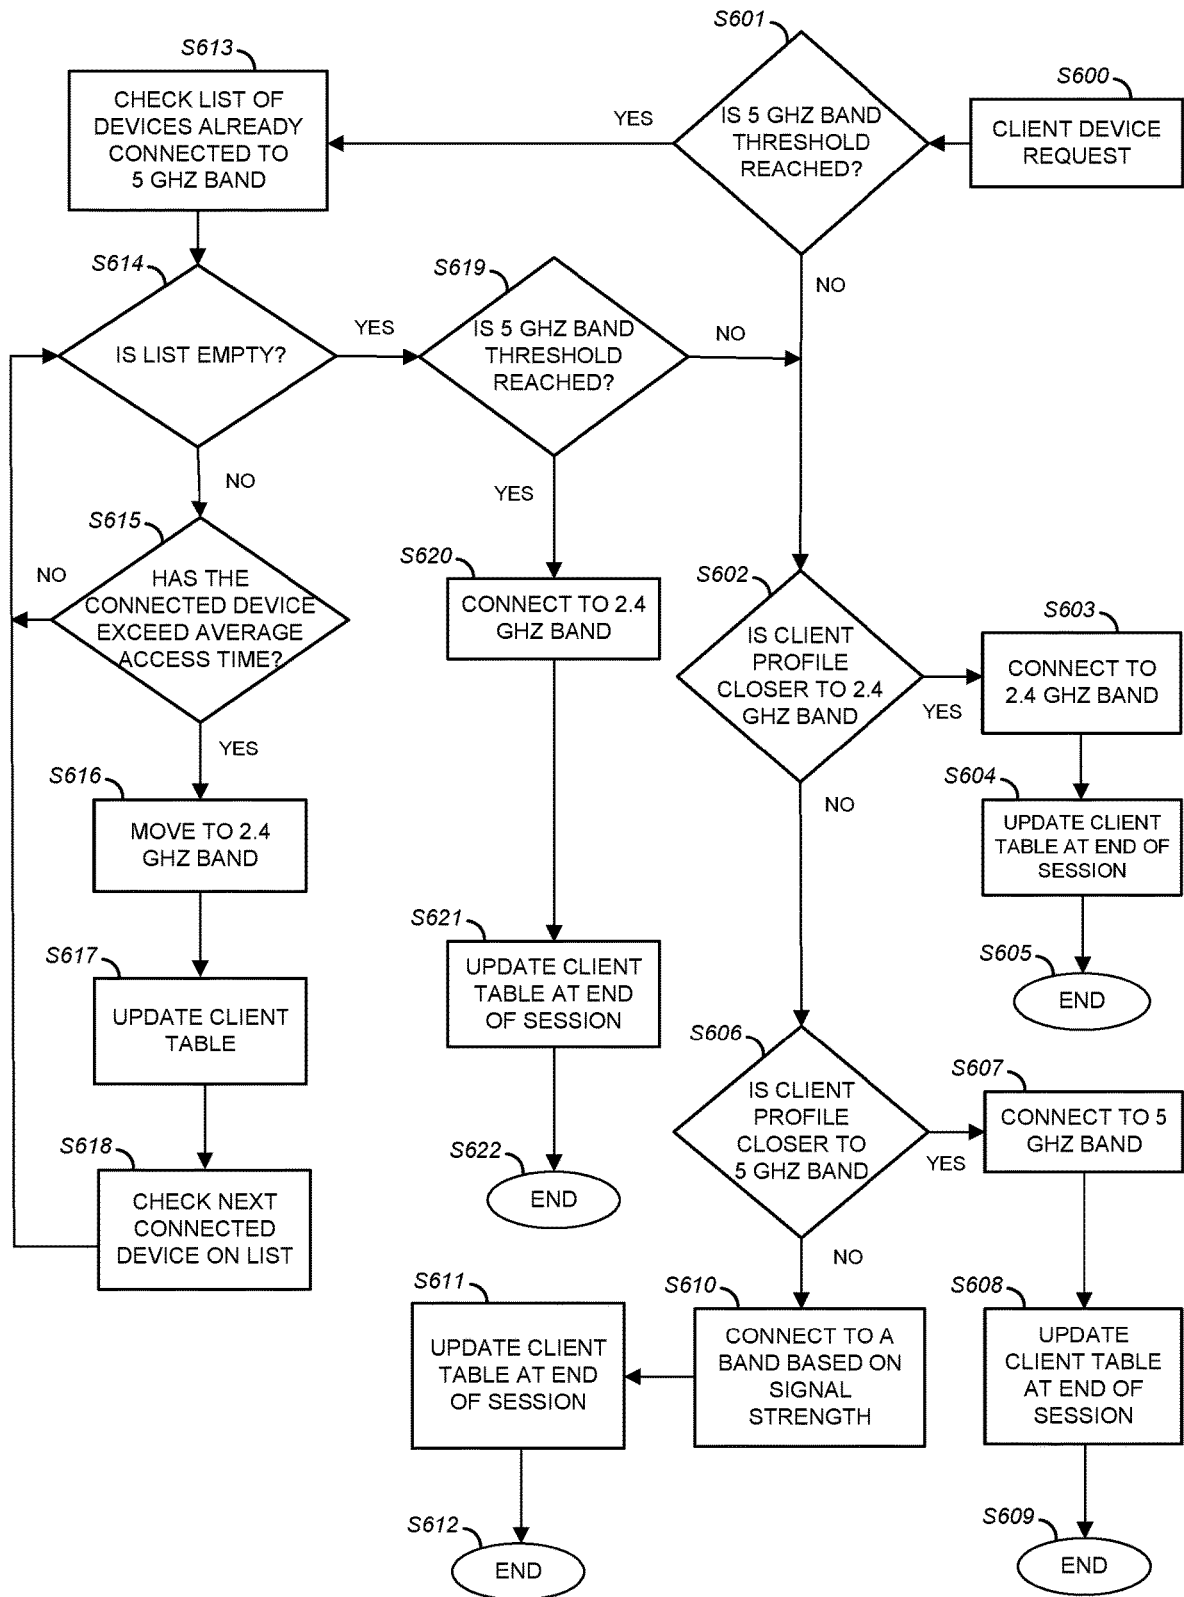 S601
IS 5 GHZ BAND
THRESHOLD
REACHED?
S600
CLIENT DEVICE
REQUEST
YES
S613
CHECK LIST OF
DEVICES ALREADY
CONNECTED TO
5 GHZ BAND
NO
S614
IS LIST EMPTY?
YES
S619
IS 5 GHZ BAND
THRESHOLD
REACHED?
NO
NO
YES
S615
HAS THE
CONNECTED DEVICE
EXCEED AVERAGE
ACCESS TIME?
NO
YES
S620
CONNECT TO 2.4
GHZ BAND
S602
IS CLIENT
PROFILE
CLOSER TO 2.4
GHZ BAND
YES
S603
CONNECT TO
2.4 GHZ BAND
NO
S604
UPDATE CLIENT
TABLE AT END OF
SESSION
S605
END
S616
MOVE TO 2.4
GHZ BAND
S617
UPDATE CLIENT
TABLE
S618
CHECK NEXT
CONNECTED
DEVICE ON LIST
S621
UPDATE CLIENT
TABLE AT END
OF SESSION
S622
END
S606
IS CLIENT
PROFILE
CLOSER TO
5 GHZ BAND
YES
S607
CONNECT TO 5
GHZ BAND
NO
S608
UPDATE
CLIENT TABLE
AT END OF
SESSION
S609
END
S610
CONNECT TO A
BAND BASED ON
SIGNAL
STRENGTH
S611
UPDATE CLIENT
TABLE AT END
OF SESSION
S612
END